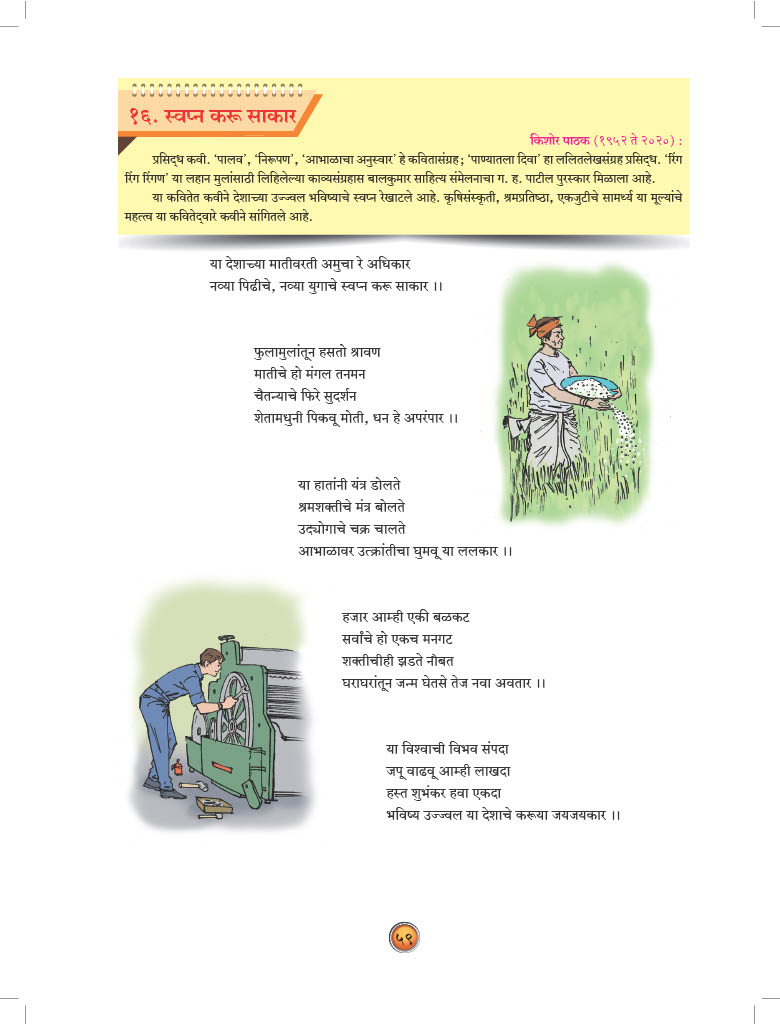 १६. स्वप्न करू साकार
किशोर पाठक (१९५२ ते २०२०) :
प्रसिद्ध कवी. ‘पालव’, ‘निरूपण’, ‘आभाळाचा अनुस्वार’ हे कवितासंग्रह; ‘पाण्यातला दिवा’ हा ललितलेखसंग्रह प्रसिद्ध. ‘रिंग
रिंग रिंगण’ या लहान मुलांसाठी लिहिलेल्या काव्यसंग्रहास बालकुमार साहित्य संमेलनाचा ग. ह. पाटील पुरस्कार मिळाला आहे.
या कवितेत कवीने देशाच्या उज्ज्वल भविष्याचे स्वप्न रेखाटले आहे. कृषिसंस्कृती, श्रमप्रतिष्ठा, एकजुटीचे सामर्थ्य या मूल्यांचे
महत्त्व या कवितेद्वारे कवीने सांगितले आहे.
या देशाच्या मातीवरती अमुचा रे अधिकार
नव्या पिढीचे, नव्या युगाचे स्वप्न करू साकार ।।
फुलामुलांतून हसतो श्रावण
मातीचे हो मंगल तनमन
चैतन्याचे फिरे सुदर्शन
शेतामधुनी पिकवू मोती, धन हे अपरंपार ।।
या हातांनी यंत्र डोलते
श्रमशक्तीचे मंत्र बोलते
उद्योगाचे चक्र चालते
आभाळावर उत्क्रांतीचा घुमवू या ललकार ।।
हजार आम्ही एकी बळकट
सर्वांचे हो एकच मनगट
शक्तीचीही झडते नौबत
घराघरांतून जन्म घेतसे तेज नवा अवतार ।।
या विश्वाची विभव संपदा
जपू वाढवू आम्ही लाखदा
हस्त शुभंकर हवा एकदा
भविष्य उज्ज्वल या देशाचे करूया जयजयकार ।।
५९